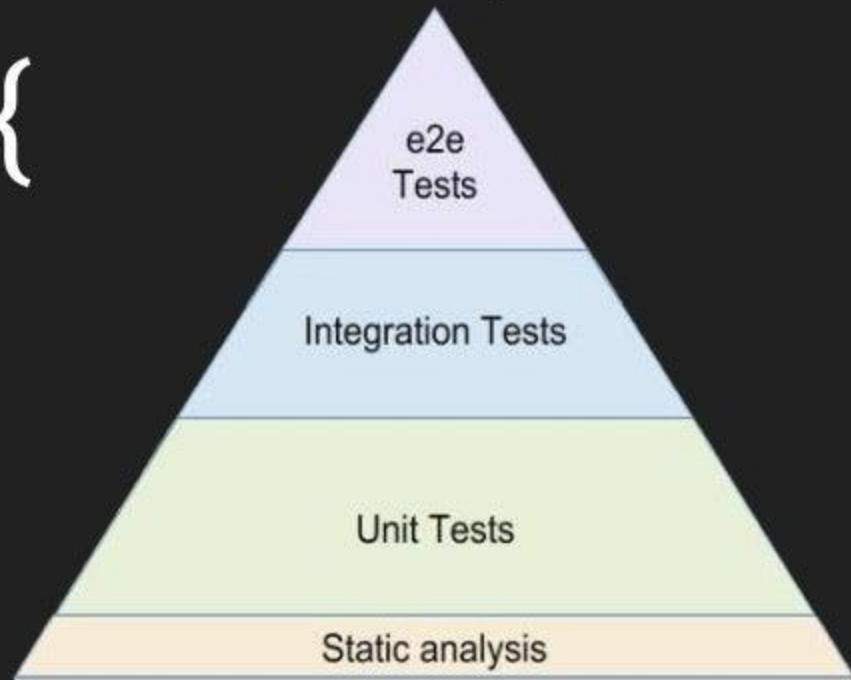 {
e2e
Tests
Integration Tests
Unit Tests
Static analysis